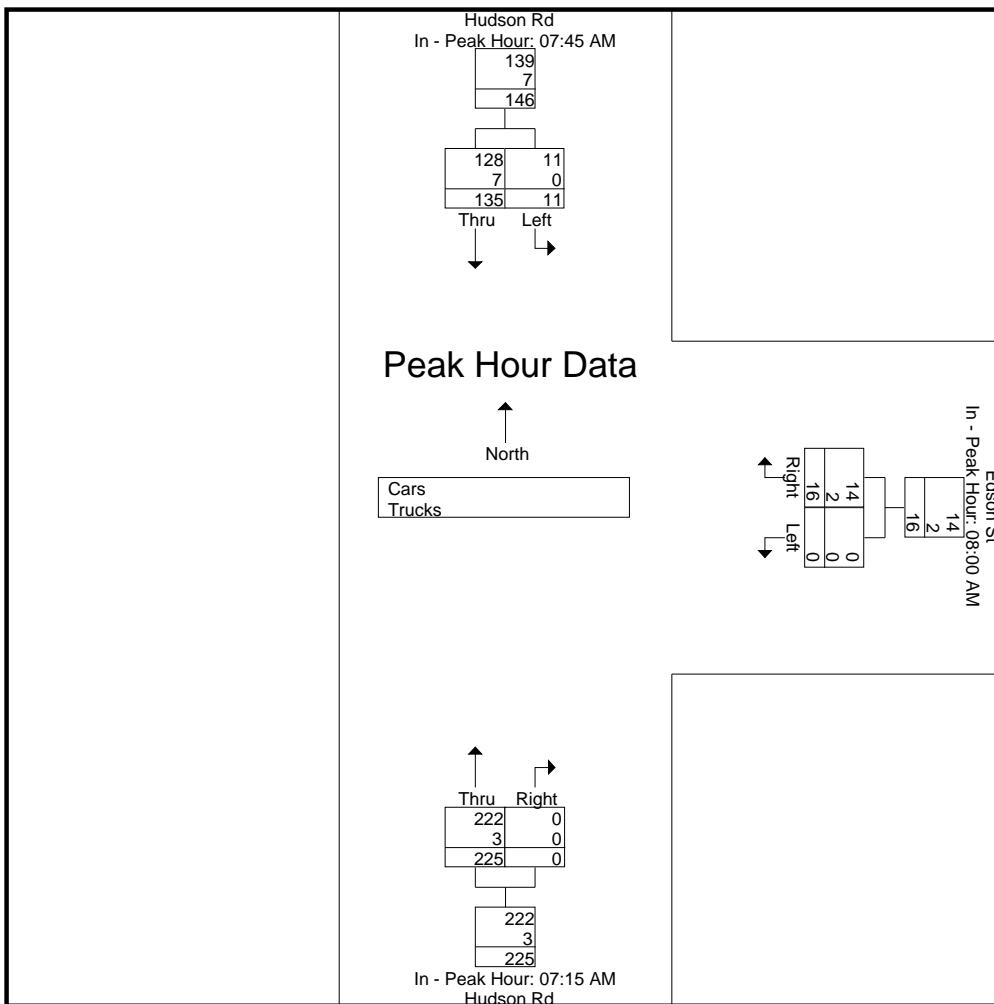 Hudson Rd
In - Peak Hour: 07:45 AM
139
7
146
128 11
7 0
135 11
Thru Left
Peak Hour Data
North
Cars
Trucks
In - Peak Hour: 08:00 AM
14
2
16
14 0
2 0
16 0
Right Left
Thru Right
222 0
3 0
225 0
222
3
225
In - Peak Hour: 07:15 AM
Hudson Rd